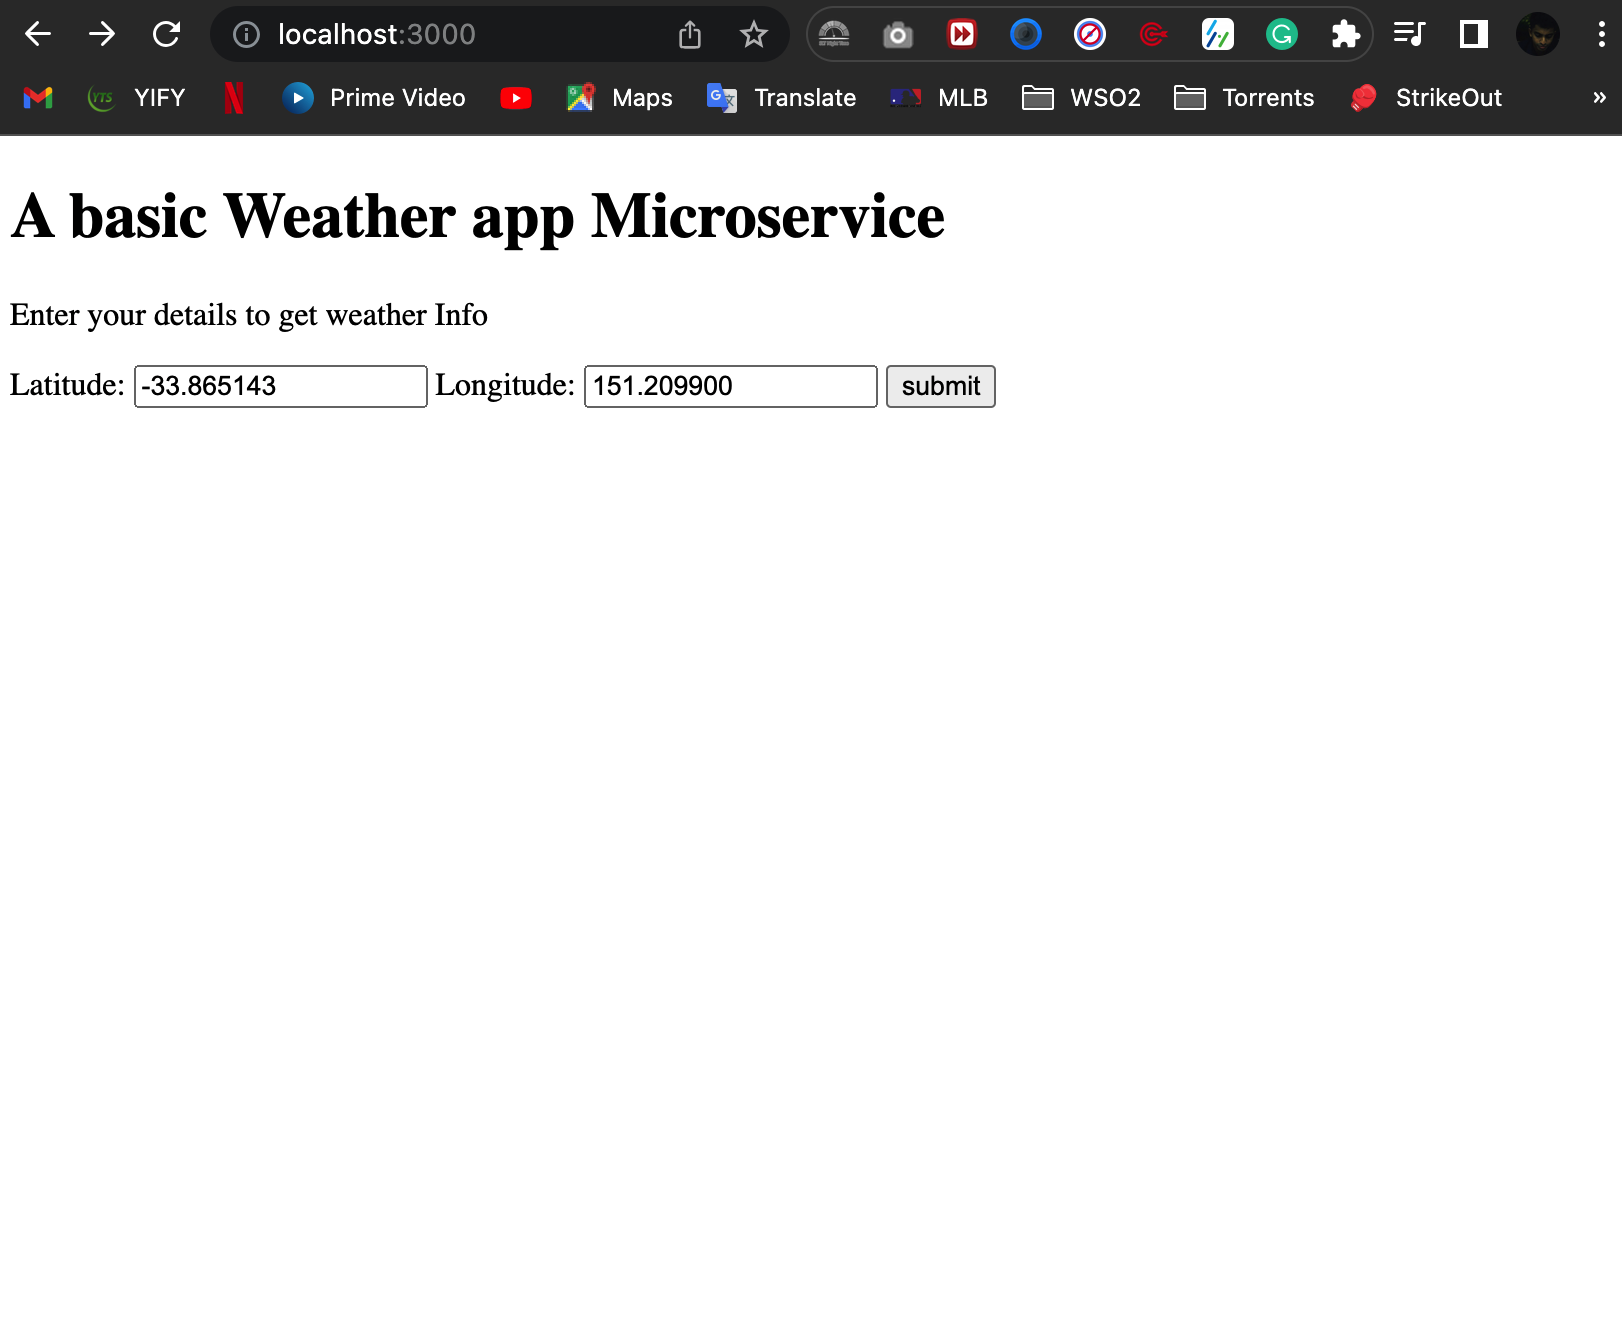 localhost:3000
YTS YIFY Prime Video Maps Translate MLB WSO2 Torrents StrikeOut »
A basic Weather app Microservice
Enter your details to get weather Info
Latitude: -33.865143 Longitude: 151.209900 submit